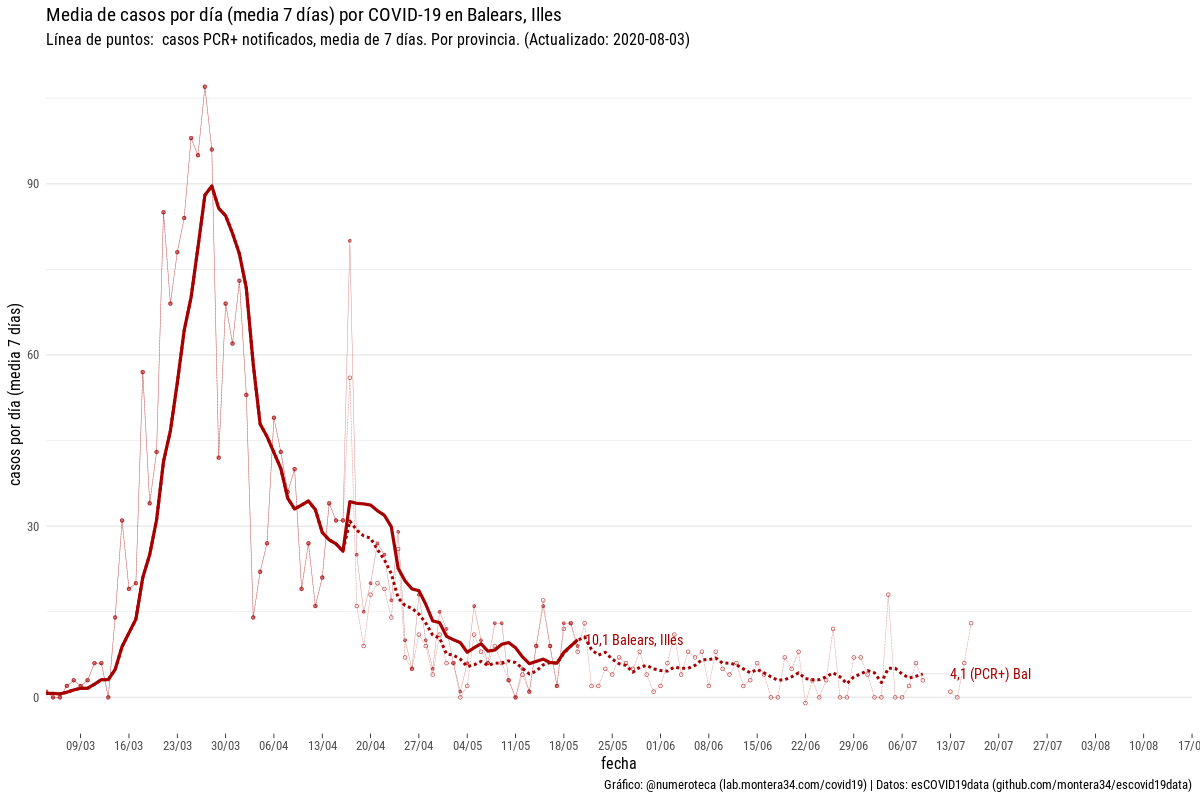 Media de casos por día (media 7 días) por COVID-19 en Balears, Illes
Línea de puntos:  casos PCR+ notificados, media de 7 días. Por provincia. (Actualizado: 2020-08-03)
casos por día (media 7 días)
90
60
30
0
10,1 Balears, Illes
4,1 (PCR+) Bal
09/03 16/03 23/03 30/03 06/04 13/04 20/04 27/04 04/05 11/05 18/05 25/05 01/06 08/06 15/06 22/06 29/06 06/07 13/07 20/07 27/07 03/08 10/08 17/0
fecha
Gráfico: @numeroteca (lab.montera34.com/covid19) | Datos: esCOVID19data (github.com/montera34/escovid19data)